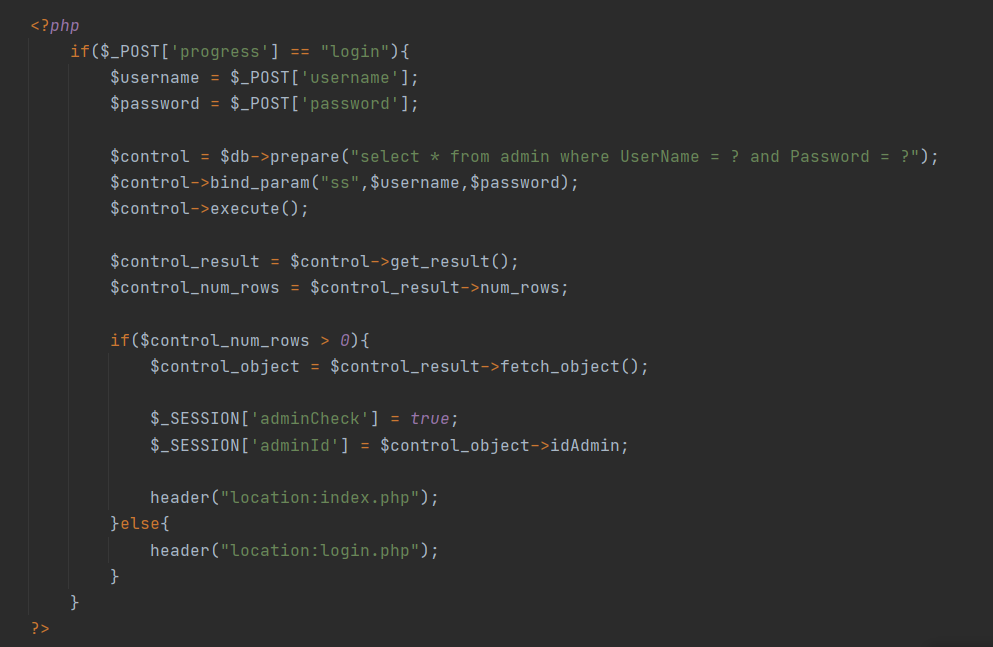 <?php
if($_POST['progress'] == "login"){
$username = $_POST['username'];
$password = $_POST['password'];
$control = $db->prepare("select * from admin where UserName = ? and Password = ?");
$control->bind_param("ss",$username,$password);
$control->execute();
$control_result = $control->get_result();
$control_num_rows = $control_result->num_rows;
if($control_num_rows > 0){
$control_object = $control_result->fetch_object();
$_SESSION['adminCheck'] = true;
$_SESSION['adminId'] = $control_object->idAdmin;
header("location:index.php");
}else{
header("location:login.php");
}
}
?>